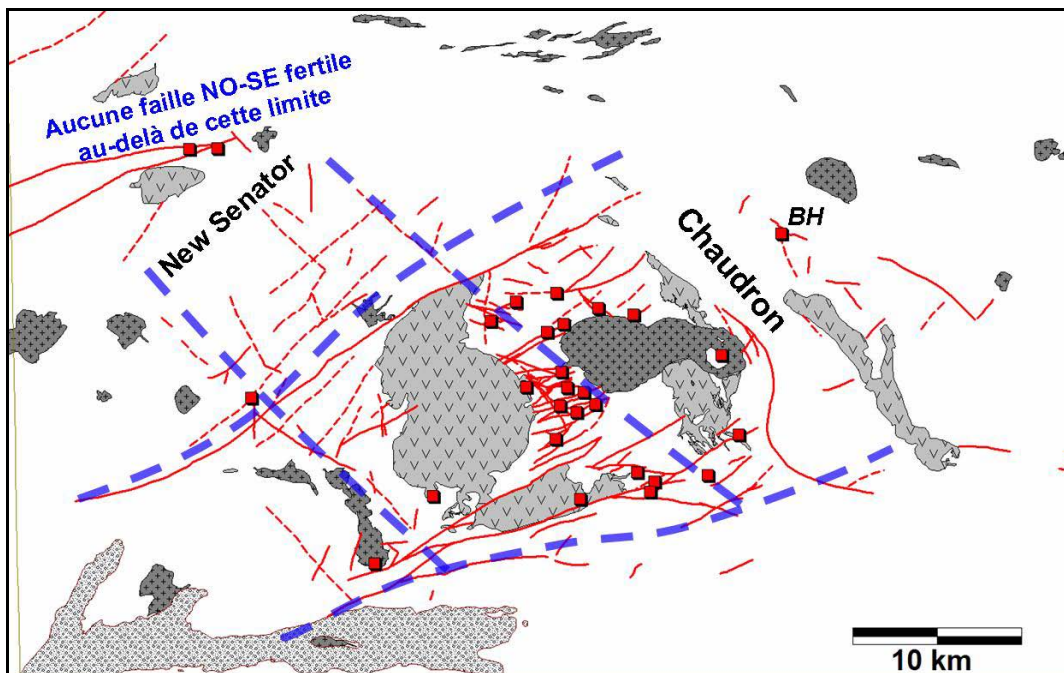 Aucune faille NO-SE fertile
au-delà de cette limite
New Senator
Chaudron
BH
10 km